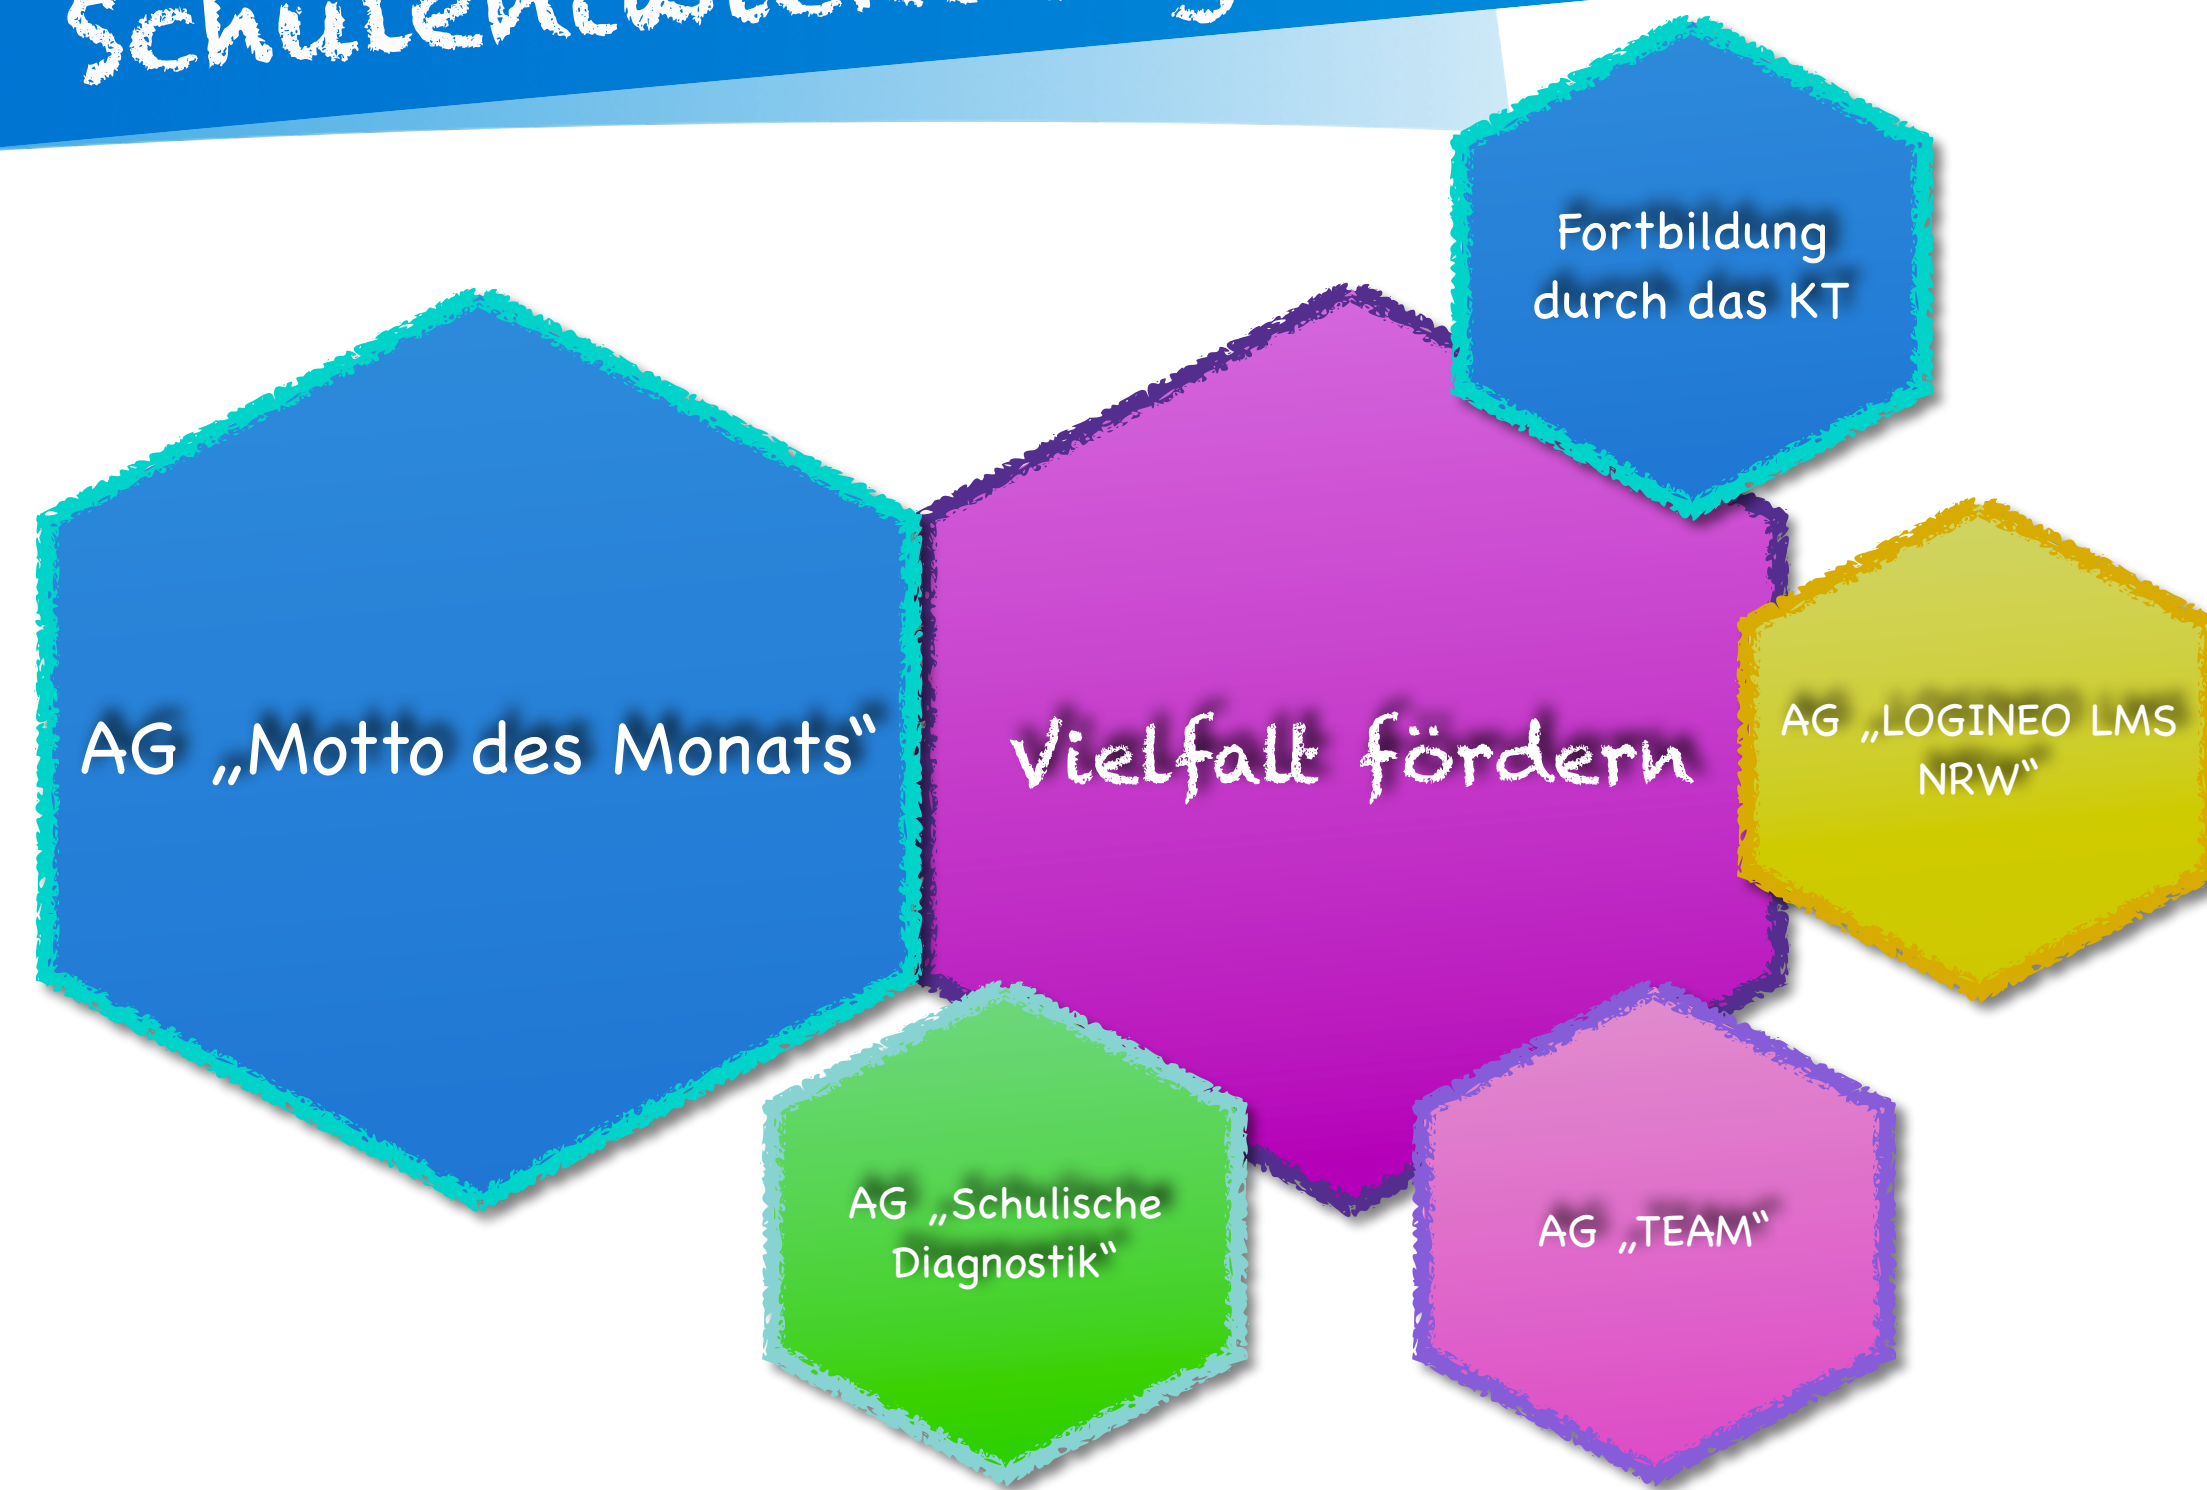 Schulentwicklung
Fortbildung
durch das KT
AG „Motto des Monats“
Vielfalt fördern
AG „LOGINEO LMS
NRW“
AG „Schulische
Diagnostik“
AG „TEAM“